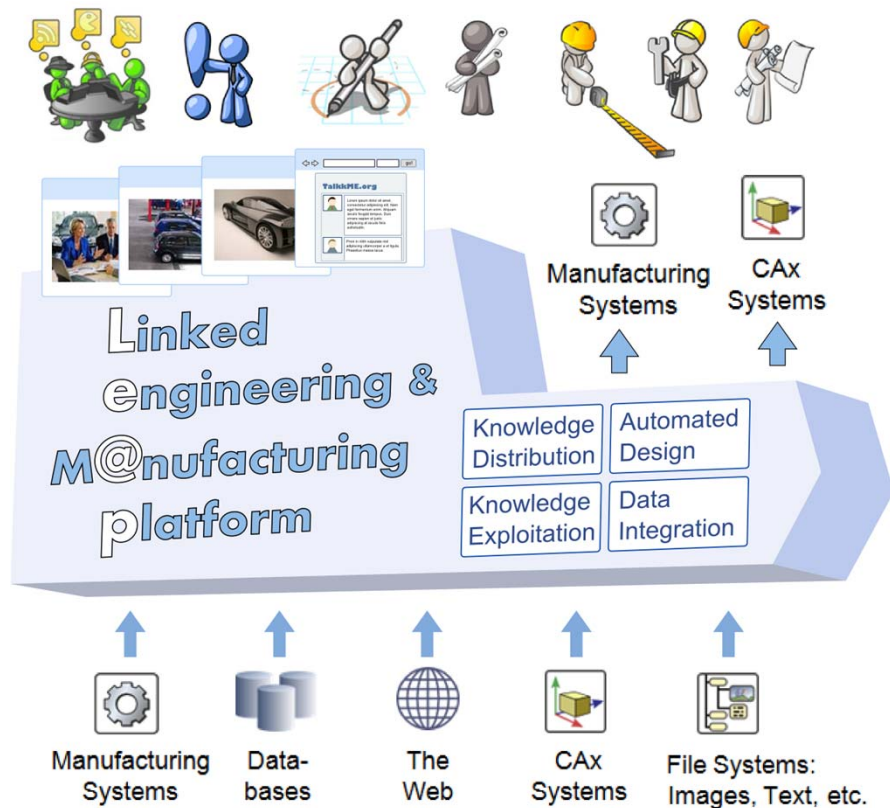 go!
TalkME.org
Manufacturing
Systems
CAx
Systems
Linked
engineering &
M@nufacturing
platform
Knowledge
Distribution
Automated
Design
Knowledge
Exploitation
Data
Integration
Manufacturing
Systems
Data-
bases
The
Web
CAx
Systems
File Systems:
Images, Text, etc.